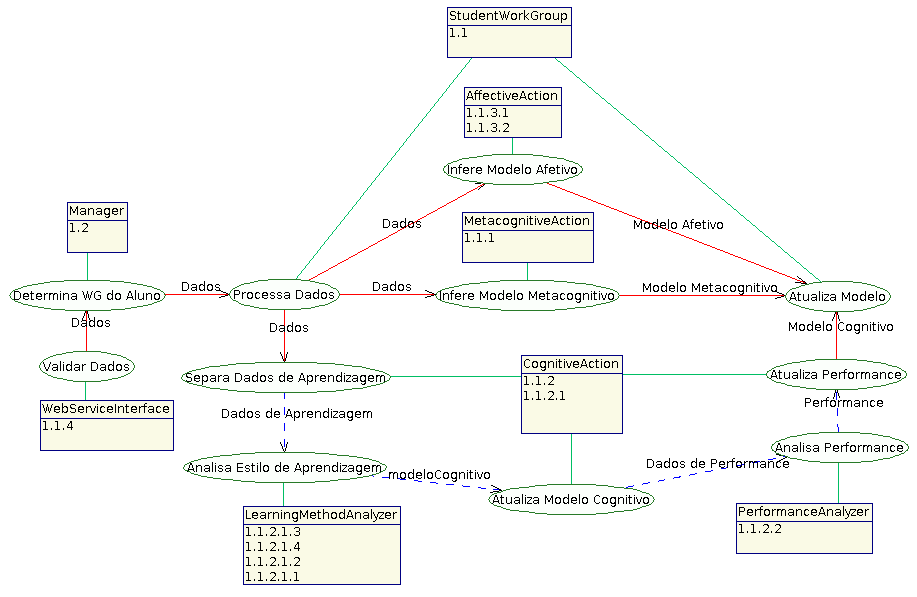 StudentWorkGroup
1.1
AffectiveAction
1.1.3.1
1.1.3.2
Infere Modelo Afetivo
Manager
1.2
Dados
MetacognitiveAction
1.1.1
Modelo Afetivo
Determina WG do Aluno
Dados
Processa Dados
Dados
Infere Modelo Metacognitivo
Modelo Metacognitivo
Atualiza Modelo
Dados
Dados
Modelo Cognitivo
Validar Dados
Separa Dados de Aprendizagem
CognitiveAction
1.1.2
1.1.2.1
Atualiza Performance
WebServiceInterface
1.1.4
Dados de Aprendizagem
Performance
Analisa Estilo de Aprendizagem
modeloCognitivo
Dados de Performance
Analisa Performance
Atualiza Modelo Cognitivo
LearningMethodAnalyzer
1.1.2.1.3
1.1.2.1.4
1.1.2.1.2
1.1.2.1.1
PerformanceAnalyzer
1.1.2.2